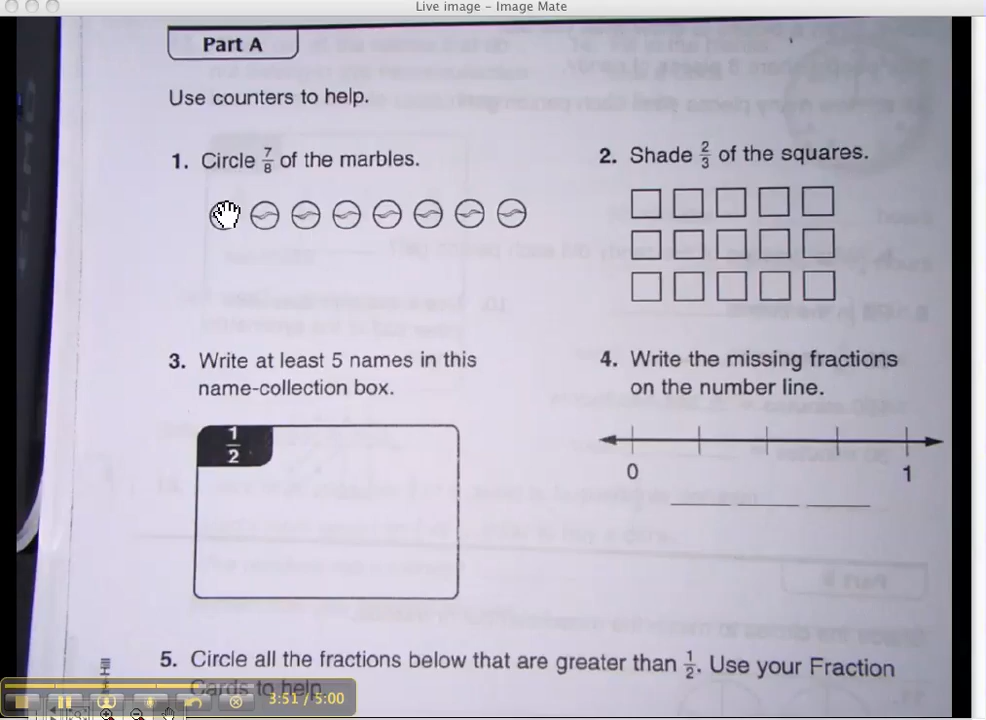 Live image - Image Mate
Part A
Use counters to help.
1. Circle 7/8 of the marbles.
2. Shade 2/3 of the squares.
3. Write at least 5 names in this
name-collection box.
1/2
4. Write the missing fractions
on the number line.
0 1
5. Circle all the fractions below that are greater than 1/2. Use your Fraction
Cards to help.
3:51 / 5:00